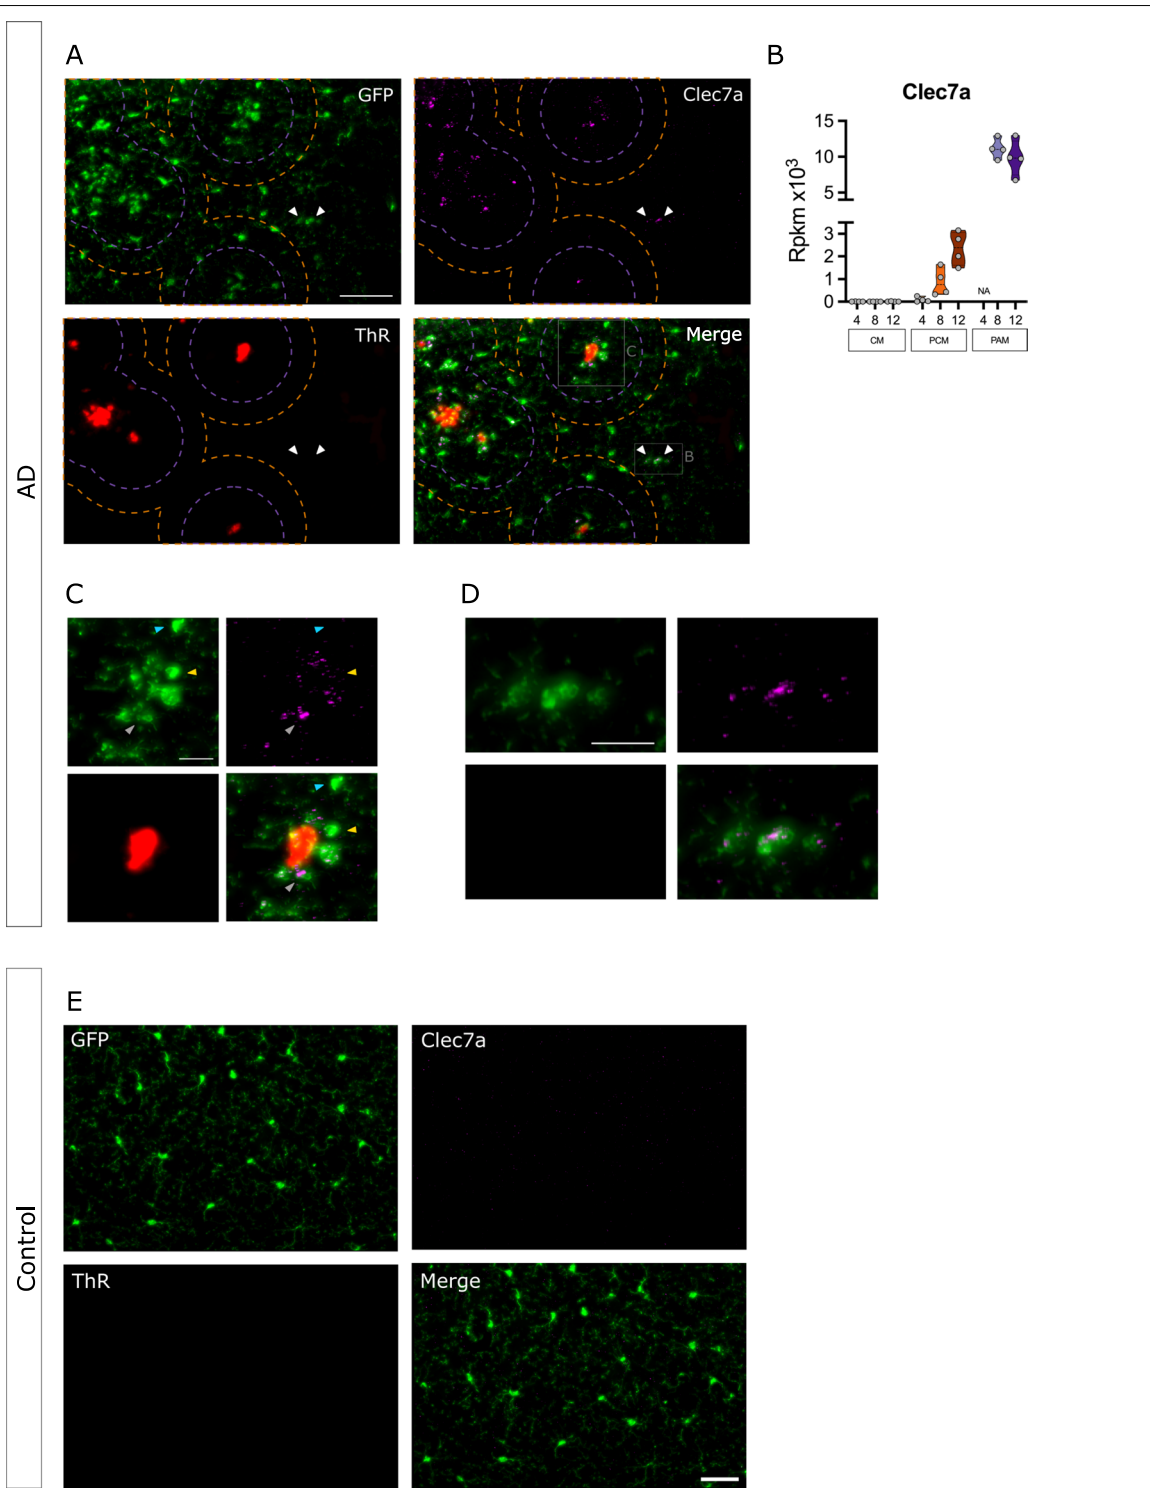 AD
A
GFP
Clec7a
ThR
Merge
C
B
B
Clec7a
Rpkm x10³
15
10
5
3
2
1
0
NA
4 8 12 4 8 12 4 8 12
CM PCM PAM
C
D
Control
E
GFP
Clec7a
ThR
Merge